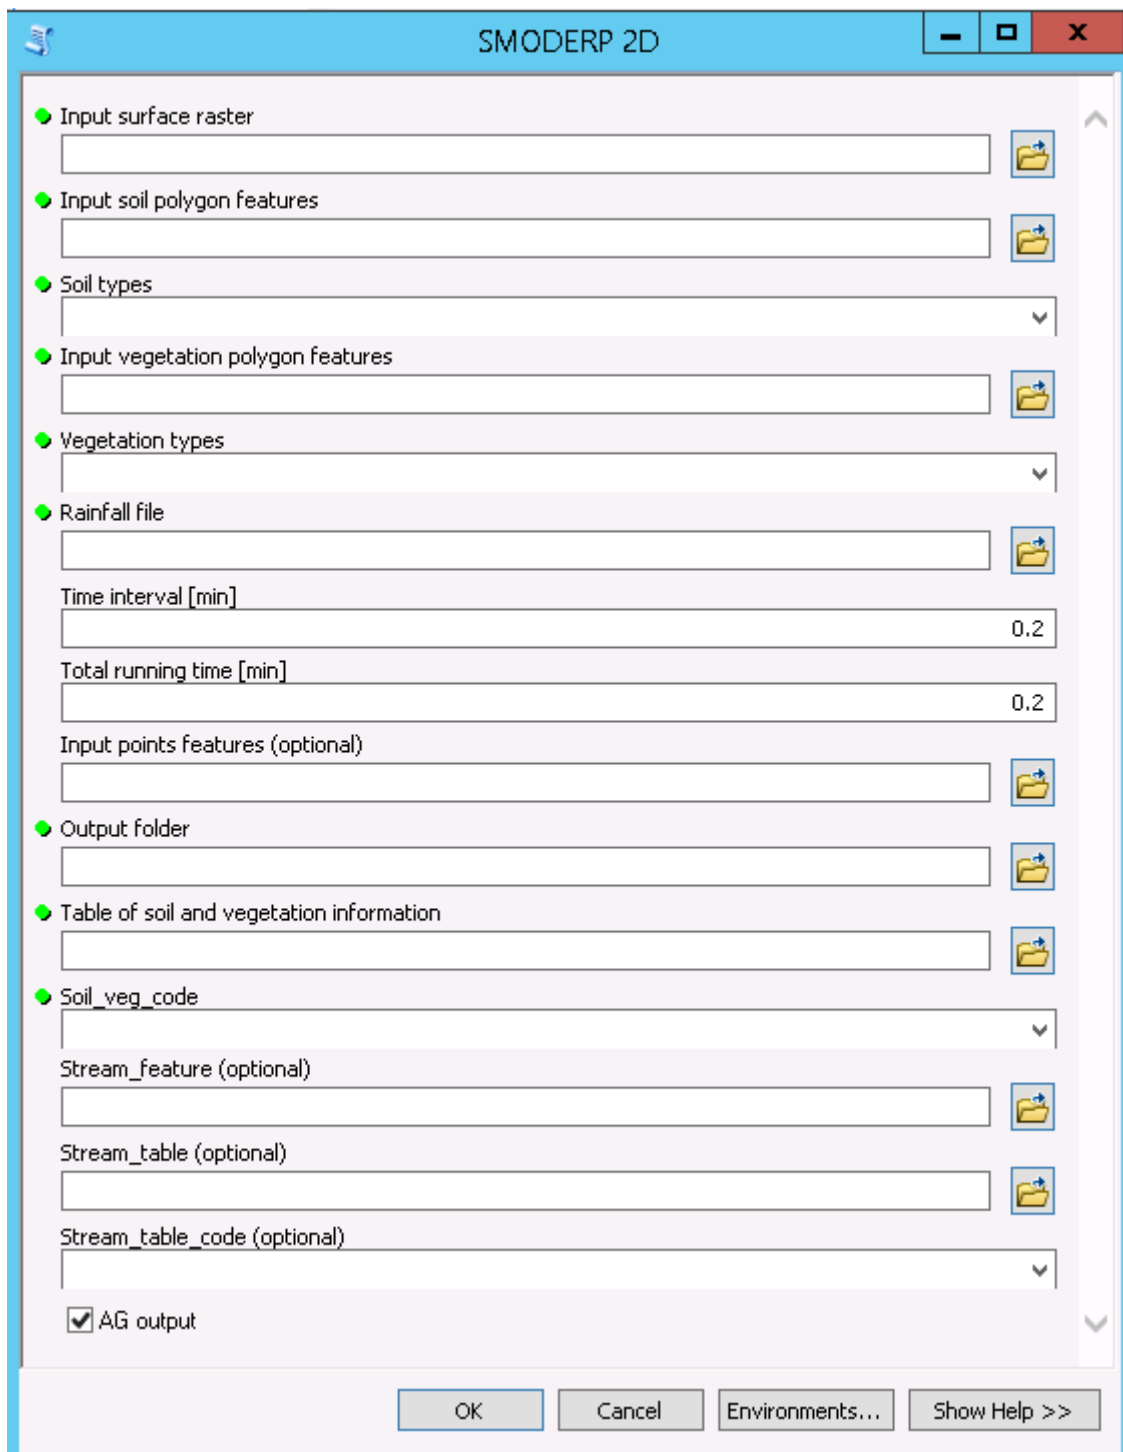 SMODERP 2D
Input surface raster
Input soil polygon features
Soil types
Input vegetation polygon features
Vegetation types
Rainfall file
Time interval [min]
0.2
Total running time [min]
0.2
Input points features (optional)
Output folder
Table of soil and vegetation information
Soil_veg_code
Stream_feature (optional)
Stream_table (optional)
Stream_table_code (optional)
AG output
OK Cancel Environments... Show Help >>